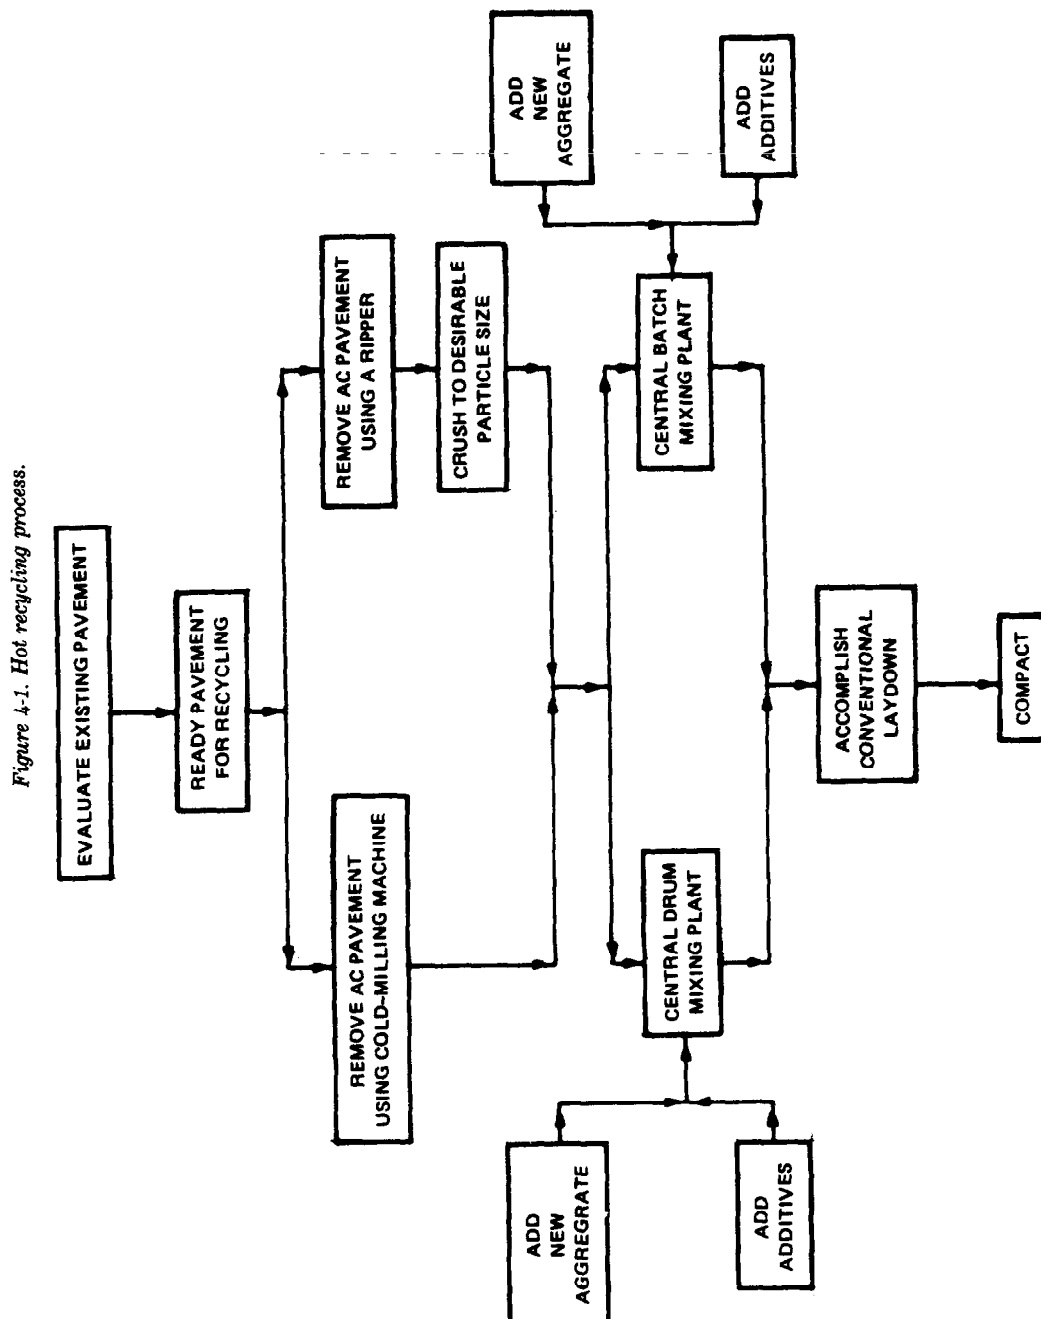 Figure 4-1. Hot recycling process.
EVALUATE EXISTING PAVEMENT
READY PAVEMENT
FOR RECYCLING
REMOVE AC PAVEMENT
USING COLD-MILLING MACHINE
REMOVE AC PAVEMENT
USING A RIPPER
CRUSH TO DESIRABLE
PARTICLE SIZE
ADD
NEW
AGGREGRATE
ADD
ADDITIVES
CENTRAL DRUM
MIXING PLANT
CENTRAL BATCH
MIXING PLANT
ADD
NEW
AGGREGATE
ADD
ADDITIVES
ACCOMPLISH
CONVENTIONAL
LAYDOWN
COMPACT